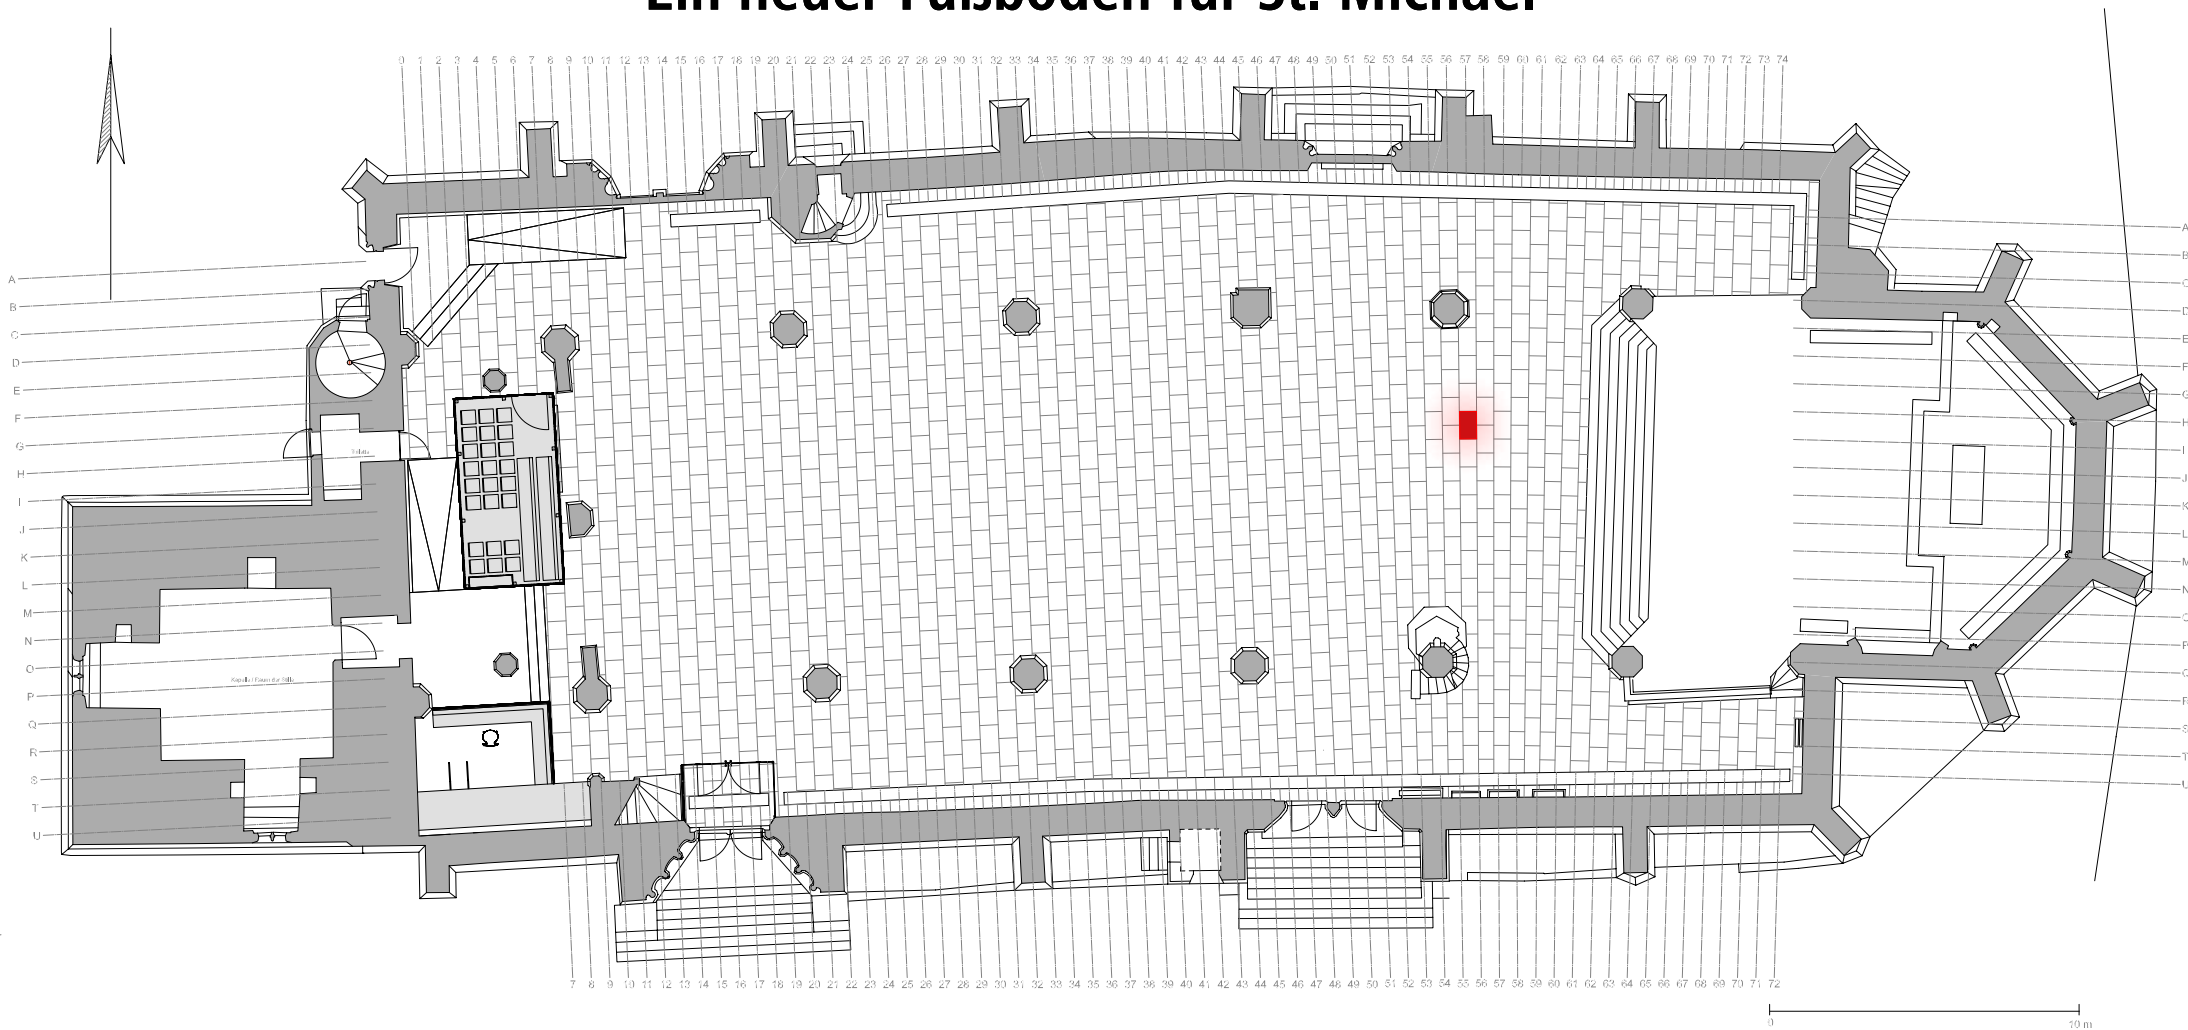 Ein neuer Fußboden für St. Michael
0 1 2 3 4 5 6 7 8 9 10 11 12 13 14 15 16 17 18 19 20 21 22 23 24 25 26 27 28 29 30 31 32 33 34 35 36 37 38 39 40 41 42 43 44 45 46 47 48 49 50 51 52 53 54 55 56 57 58 59 60 61 62 63 64 65 66 67 68 69 70 71 72 73 74
A
B
C
D
E
F
G
H
I
J
K
L
M
N
O
P
Q
R
S
T
U
Kapelle / Raum der Stille
A
B
C
D
E
F
G
H
I
J
K
L
M
N
O
P
Q
R
S
T
U
7 8 9 10 11 12 13 14 15 16 17 18 19 20 21 22 23 24 25 26 27 28 29 30 31 32 33 34 35 36 37 38 39 40 41 42 43 44 45 46 47 48 49 50 51 52 53 54 55 56 57 58 59 60 61 62 63 64 65 66 67 68 69 70 71 72
0 10 m